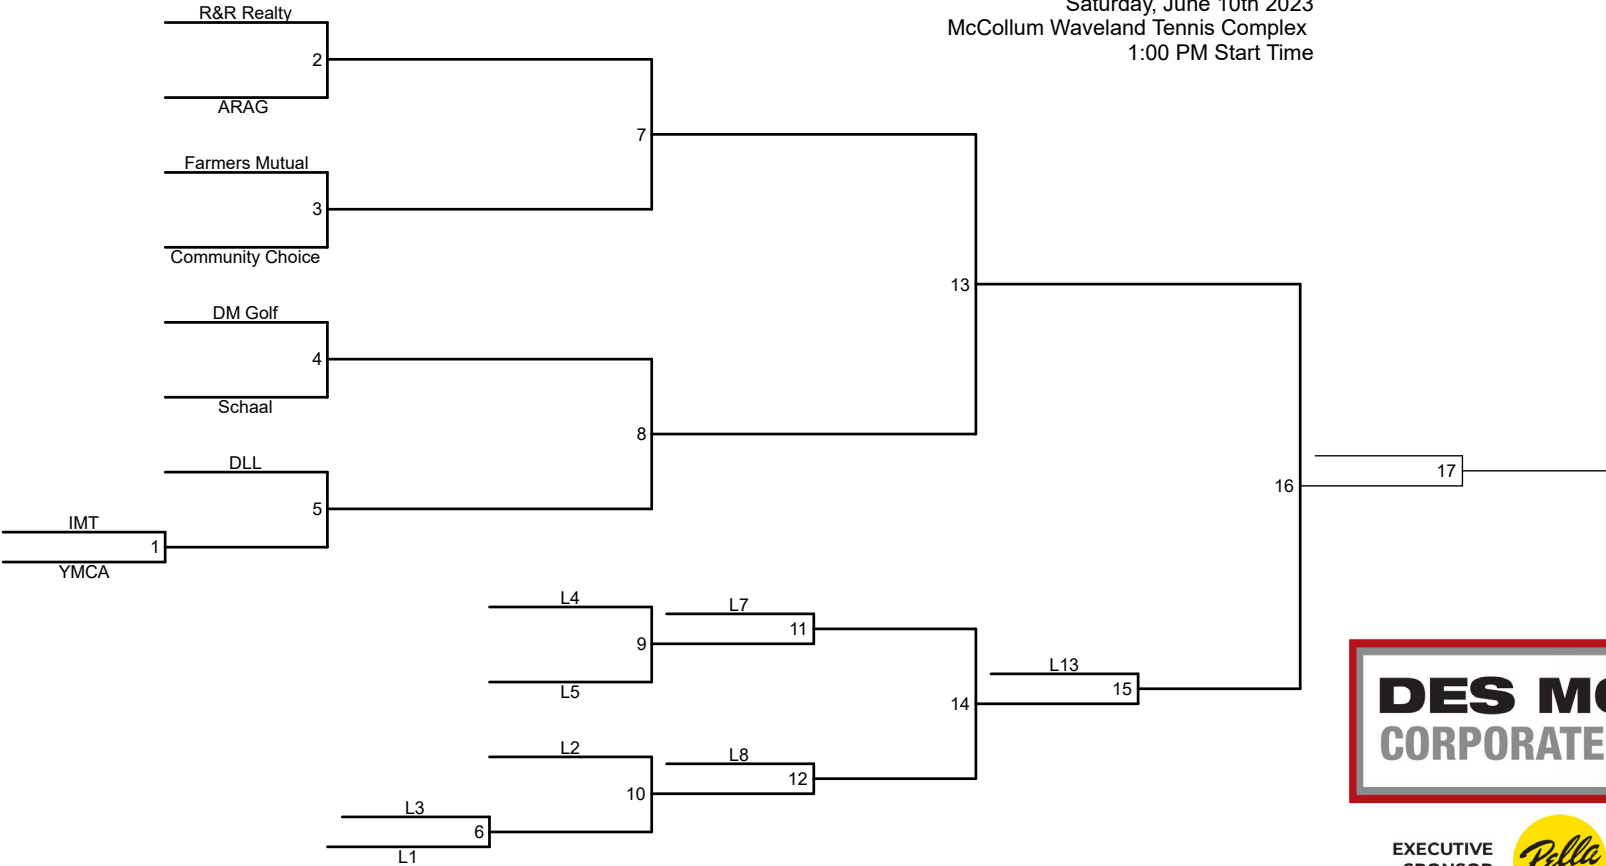 Saturday, June 10th 2023
McCollum Waveland Tennis Complex
1:00 PM Start Time
R&R Realty
2
ARAG
7
Farmers Mutual
3
Community Choice
13
DM Golf
4
Schaal
8
DLL
5
IMT
1
YMCA
17
16
L4
L7
11
9
L5
L13
15
14
L2
L8
12
10
L3
6
L1
DES
CORPORATE
EXECUTIVE
SPONSOR
Pella